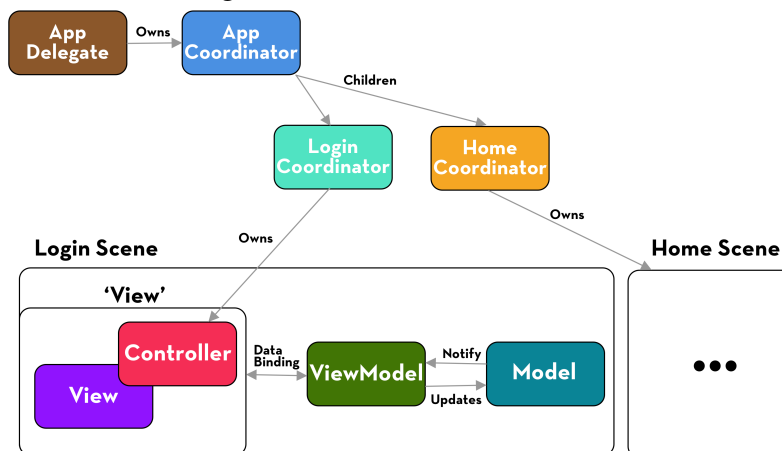 App
Delegate
Owns
App
Coordinator
Children
Login
Coordinator
Home
Coordinator
Owns
Owns
Login Scene
Home Scene
‘View’
Controller
View
Data
Binding
ViewModel
Notify
Updates
Model
•••